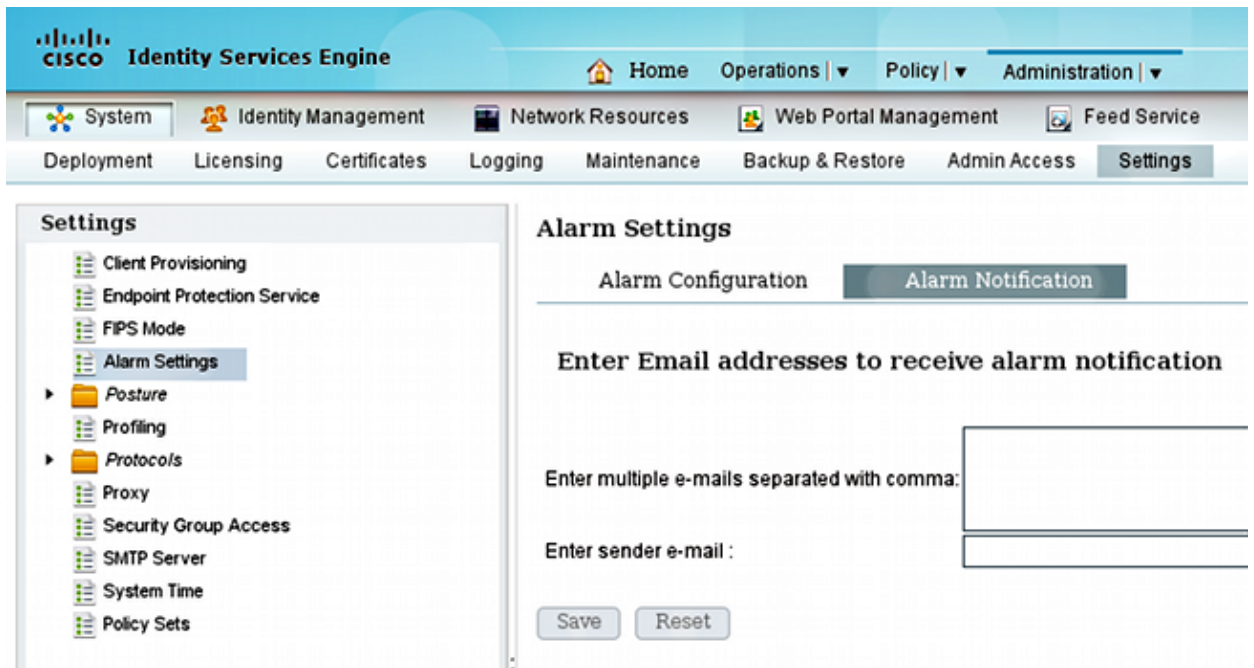 CISCO Identity Services Engine
Home Operations | ▼ Policy | ▼ Administration | ▼
System Identity Management Network Resources Web Portal Management Feed Service
Deployment Licensing Certificates Logging Maintenance Backup & Restore Admin Access Settings
Settings
Client Provisioning
Endpoint Protection Service
FIPS Mode
Alarm Settings
Posture
Profiling
Protocols
Proxy
Security Group Access
SMTP Server
System Time
Policy Sets
Alarm Settings
Alarm Configuration Alarm Notification
Enter Email addresses to receive alarm notification
Enter multiple e-mails separated with comma:
Enter sender e-mail :
Save Reset